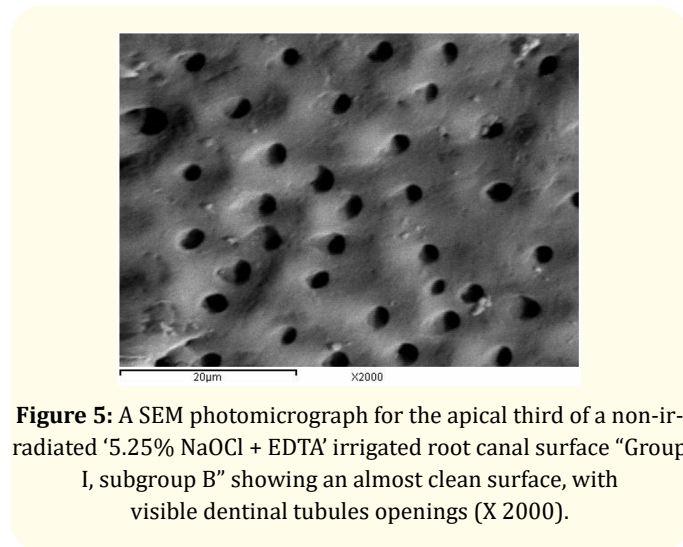 20µm X2000
Figure 5: A SEM photomicrograph for the apical third of a non-ir-
radiated ‘5.25% NaOCl + EDTA’ irrigated root canal surface “Group
I, subgroup B” showing an almost clean surface, with
visible dentinal tubules openings (X 2000).